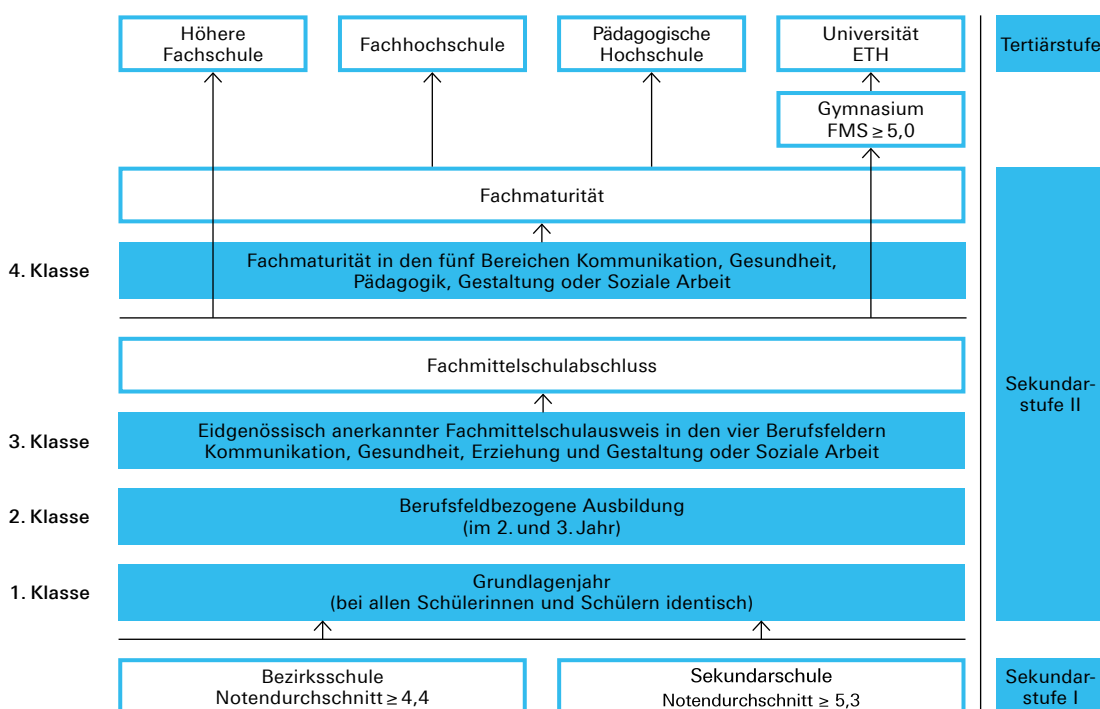 Höhere
Fachschule
Fachhochschule
Pädagogische
Hochschule
Universität
ETH
Tertiärstufe
Gymnasium
FMS ≥ 5,0
Fachmaturität
4. Klasse
Fachmaturität in den fünf Bereichen Kommunikation, Gesundheit,
Pädagogik, Gestaltung oder Soziale Arbeit
Fachmittelschulabschluss
Sekundar-
stufe II
3. Klasse
Eidgenössisch anerkannter Fachmittelschulausweis in den vier Berufsfeldern
Kommunikation, Gesundheit, Erziehung und Gestaltung oder Soziale Arbeit
2. Klasse
Berufsfeldbezogene Ausbildung
(im 2. und 3. Jahr)
1. Klasse
Grundlagenjahr
(bei allen Schülerinnen und Schülern identisch)
Bezirksschule
Notendurchschnitt ≥ 4,4
Sekundarschule
Notendurchschnitt ≥ 5,3
Sekundar-
stufe I